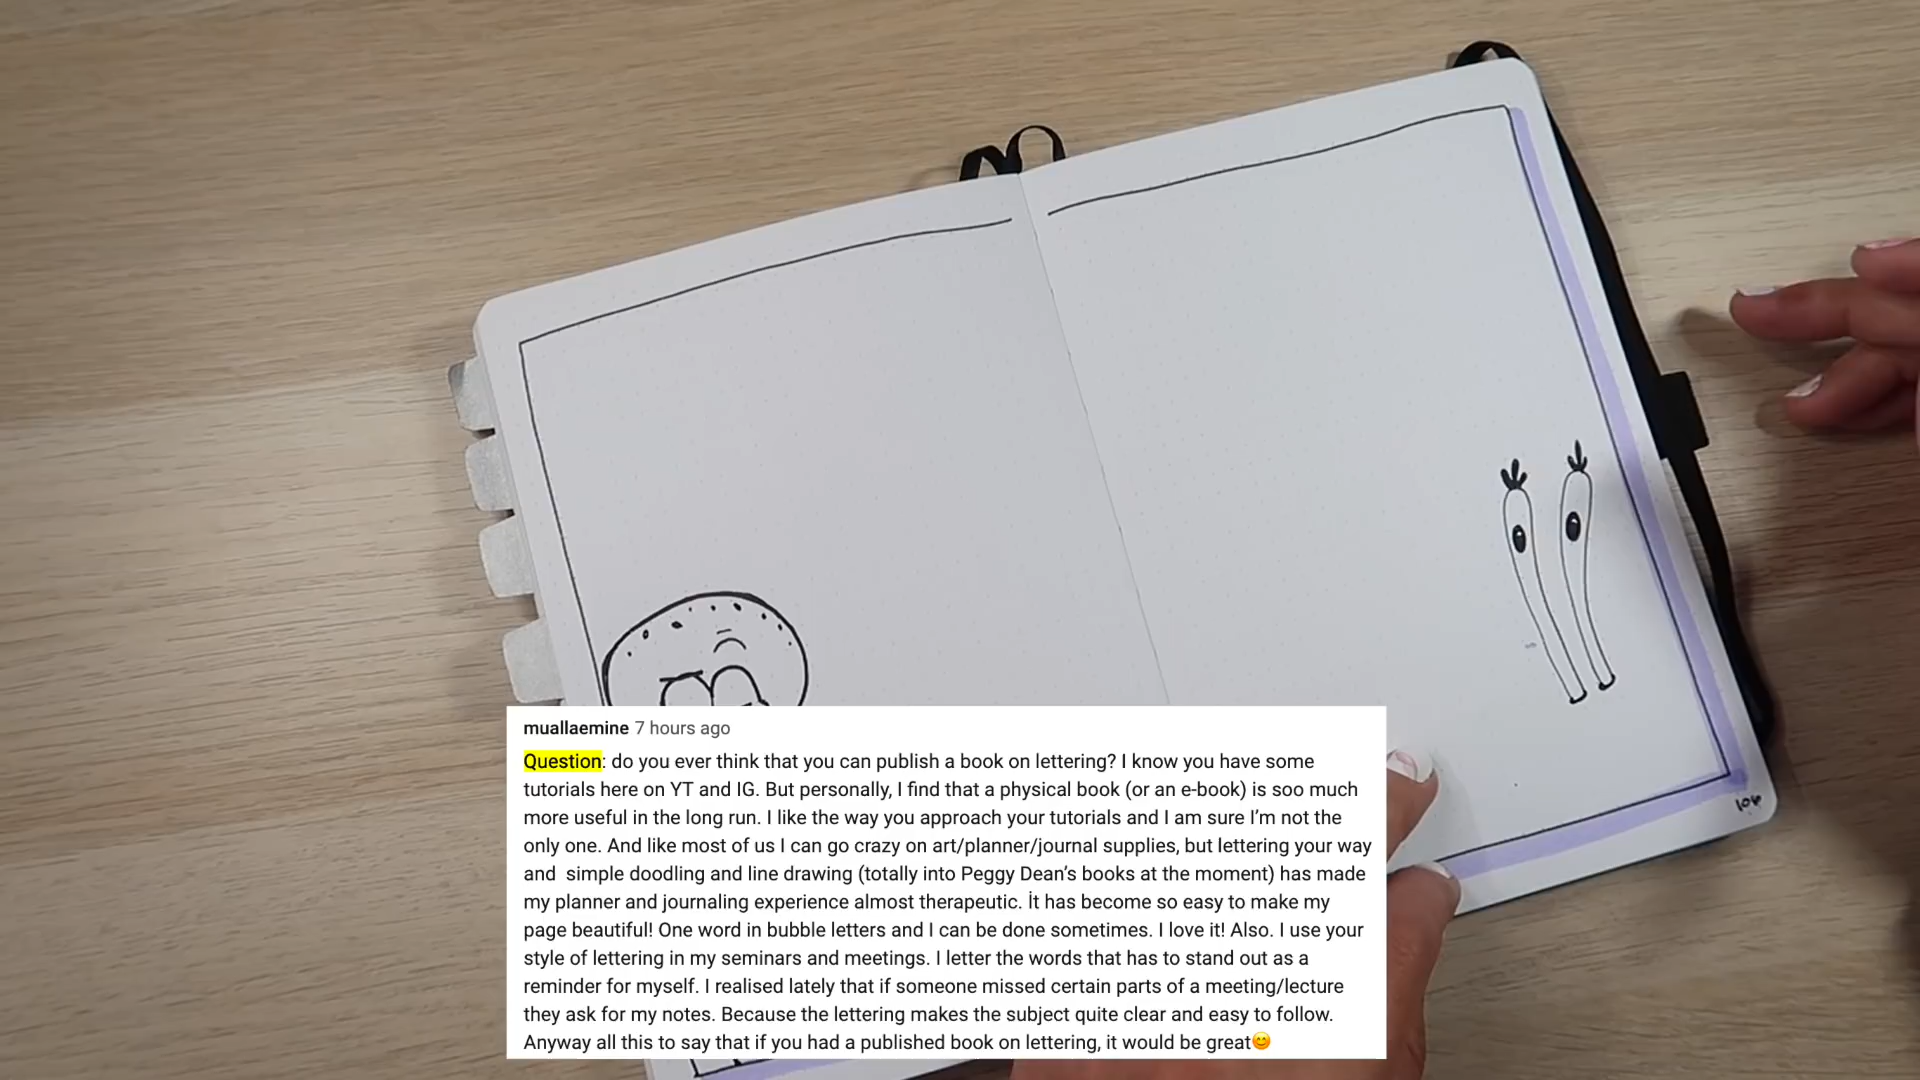 muallaemine 7 hours ago
Question: do you ever think that you can publish a book on lettering? I know you have some
tutorials here on YT and IG. But personally, I find that a physical book (or an e-book) is soo much
more useful in the long run. I like the way you approach your tutorials and I am sure I'm not the
only one. And like most of us I can go crazy on art/planner/journal supplies, but lettering your way
and  simple doodling and line drawing (totally into Peggy Dean's books at the moment) has made
my planner and journaling experience almost therapeutic. İt has become so easy to make my
page beautiful! One word in bubble letters and I can be done sometimes. I love it! Also. I use your
style of lettering in my seminars and meetings. I letter the words that has to stand out as a
reminder for myself. I realised lately that if someone missed certain parts of a meeting/lecture
they ask for my notes. Because the lettering makes the subject quite clear and easy to follow.
Anyway all this to say that if you had a published book on lettering, it would be great😊
106